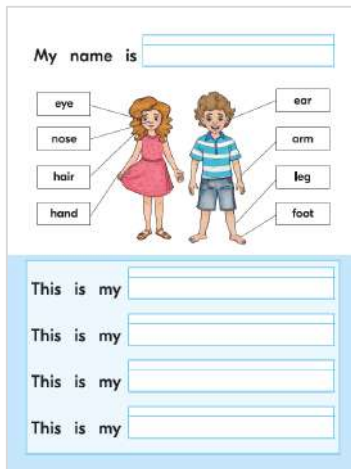 My name is
eye
nose
hair
hand
ear
arm
leg
foot
This is my
This is my
This is my
This is my